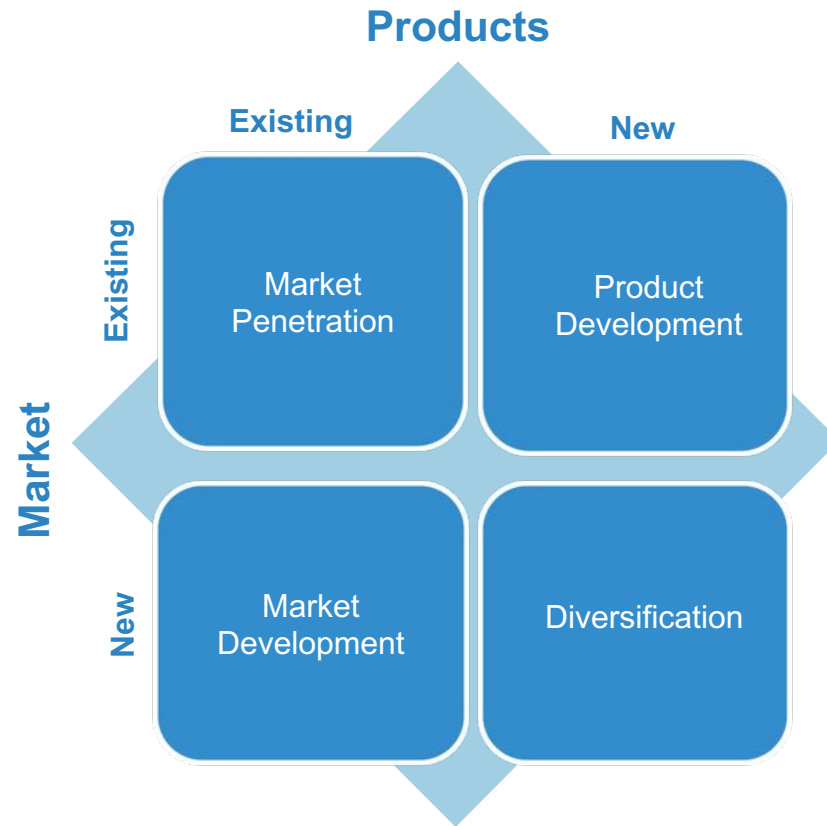 Products
Existing
New
Existing
Market
Penetration
Product
Development
Market
New
Market
Development
Diversification